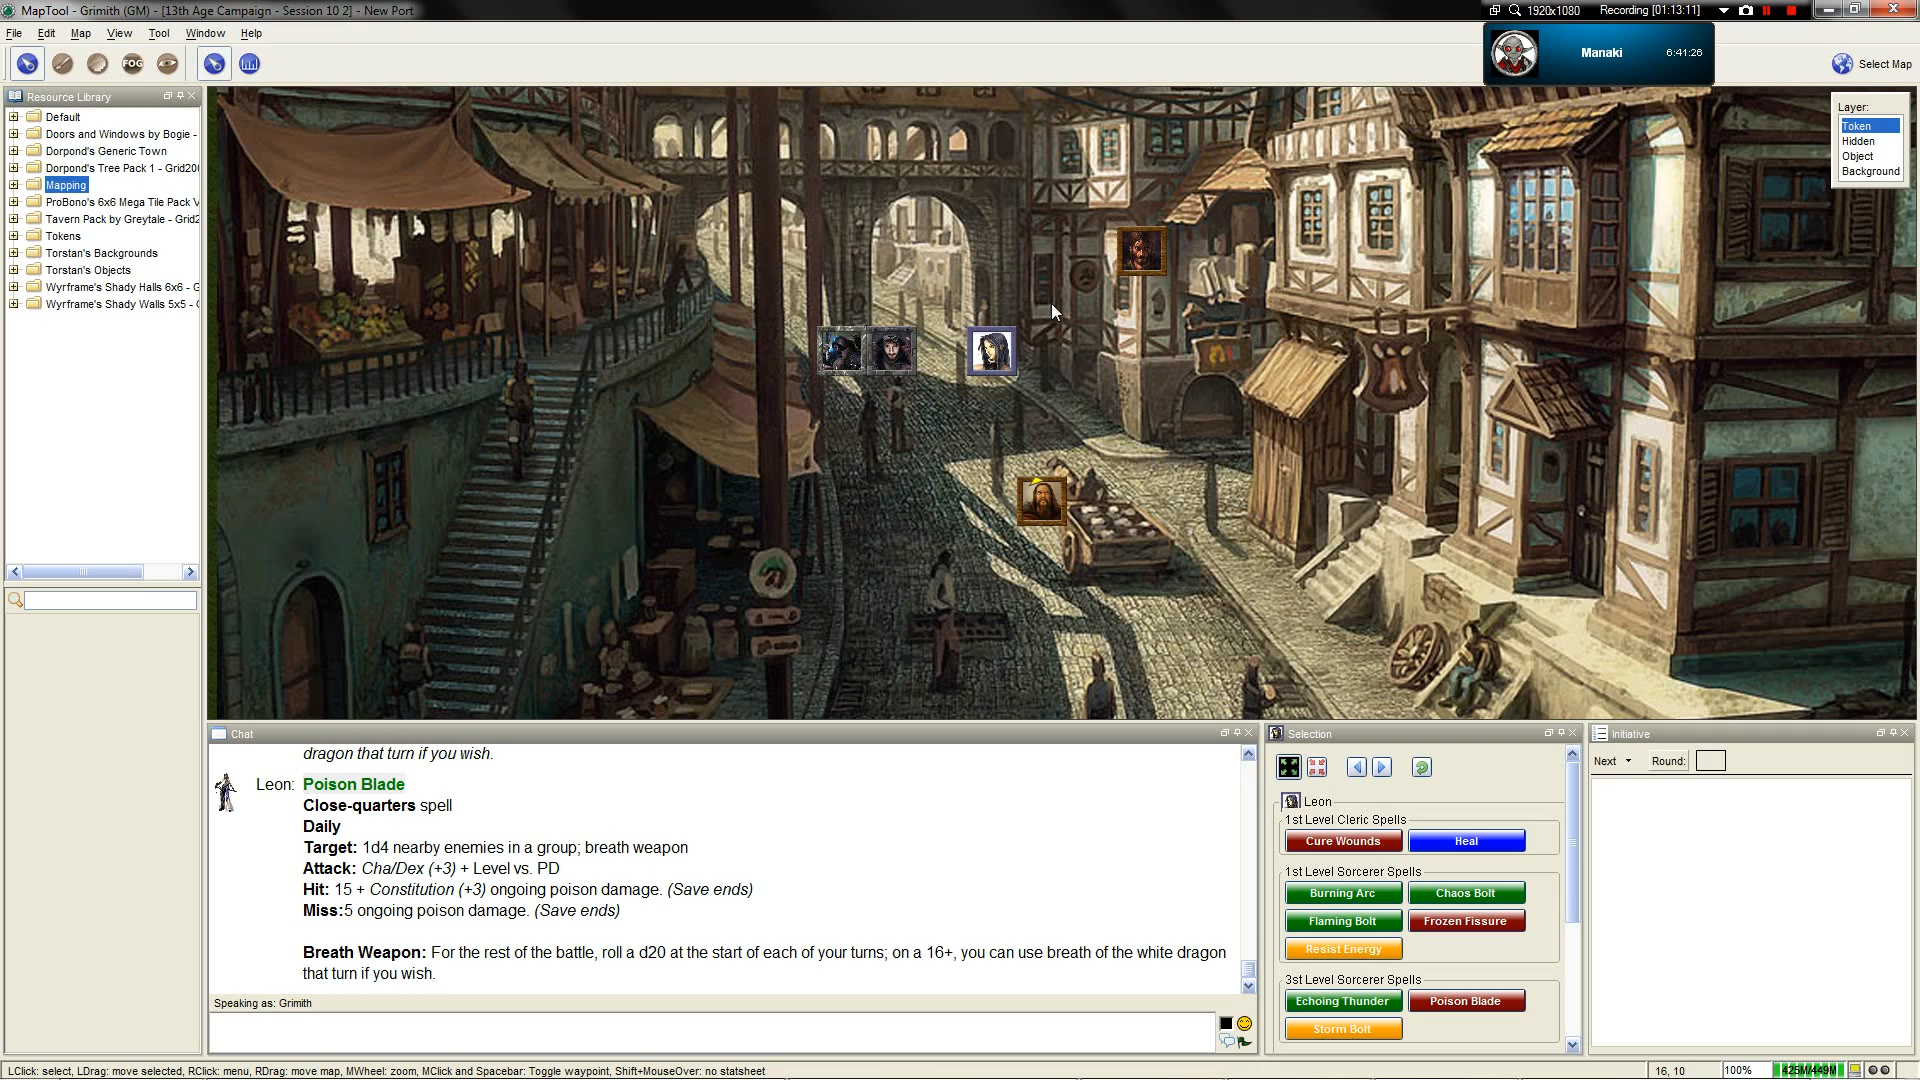 MapTool - Grimith (GM) - [13th Age Campaign - Session 10 2] - New Port
1920x1080
Recording [01:13:11]
File Edit Map View Tool Window Help
Manaki
6:41:26
FOG
Select Map
Resource Library
Default
Doors and Windows by Bogie -
Dorpond's Generic Town
Dorpond's Tree Pack 1 - Grid200
Mapping
ProBono's 6x6 Mega Tile Pack V
Tavern Pack by Greytale - Grid2
Tokens
Torstan's Backgrounds
Torstan's Objects
Wyrframe's Shady Halls 6x6 - G
Wyrframe's Shady Walls 5x5 -
Layer:
Token
Hidden
Object
Background
Chat
dragon that turn if you wish.
Leon: Poison Blade
Close-quarters spell
Daily
Target: 1d4 nearby enemies in a group; breath weapon
Attack: Cha/Dex (+3) + Level vs. PD
Hit: 15 + Constitution (+3) ongoing poison damage. (Save ends)
Miss:5 ongoing poison damage. (Save ends)
Breath Weapon: For the rest of the battle, roll a d20 at the start of each of your turns; on a 16+, you can use breath of the white dragon
that turn if you wish.
Speaking as: Grimith
Selection
Leon
1st Level Cleric Spells
Cure Wounds Heal
1st Level Sorcerer Spells
Burning Arc Chaos Bolt
Flaming Bolt Frozen Fissure
Resist Energy
3st Level Sorcerer Spells
Echoing Thunder Poison Blade
Storm Bolt
Initiative
Next Round:
LClick: select, LDrag: move selected, RClick: menu, RDrag: move map, MWheel: zoom, MClick and Spacebar: Toggle waypoint, Shift+MouseOver: no statsheet
16, 10
100%
425M/449M